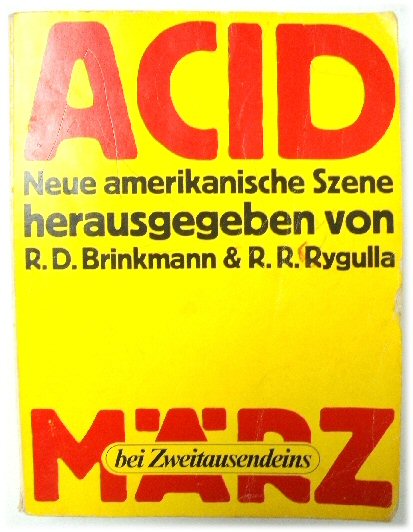 ACID
Neue amerikanische Szene
herausgegeben von
R. D. Brinkmann & R. R. Rygulla
MÄRZ
bei Zweitausendeins